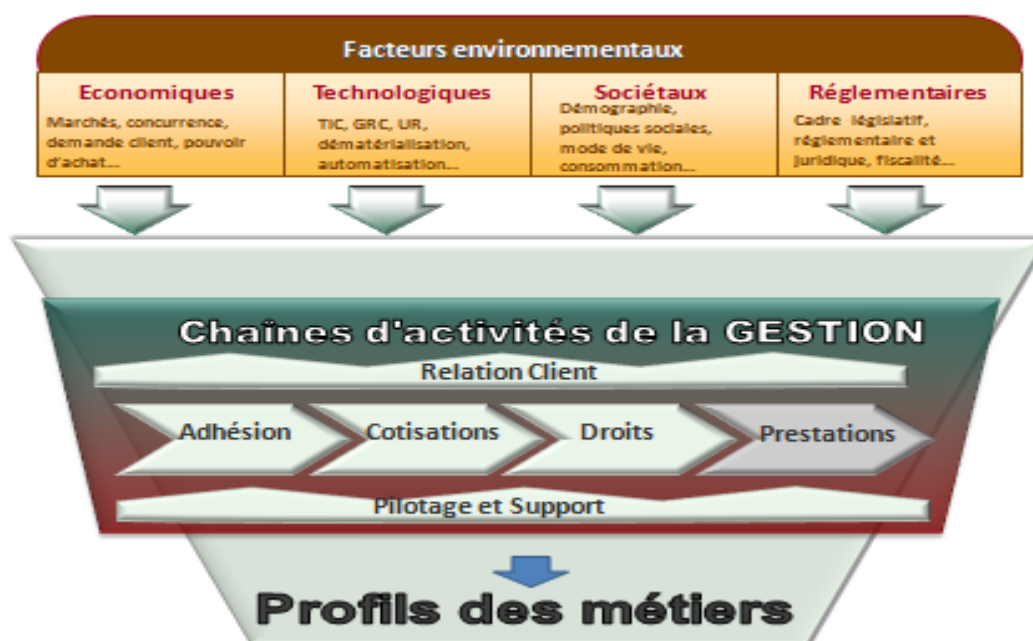 Facteurs environnementaux
Economiques
Marchés, concurrence,
demande client, pouvoir
d'achat...
Technologiques
TIC, GRC, UR,
dématérialisation,
automatisation...
Sociétaux
Démographie,
politiques sociales,
mode de vie,
consommation...
Réglementaires
Cadre législatif,
réglementaire et
juridique, fiscalité...
Chaînes d'activités de la GESTION
Relation Client
Adhésion
Cotisations
Droits
Prestations
Pilotage et Support
Profils des métiers